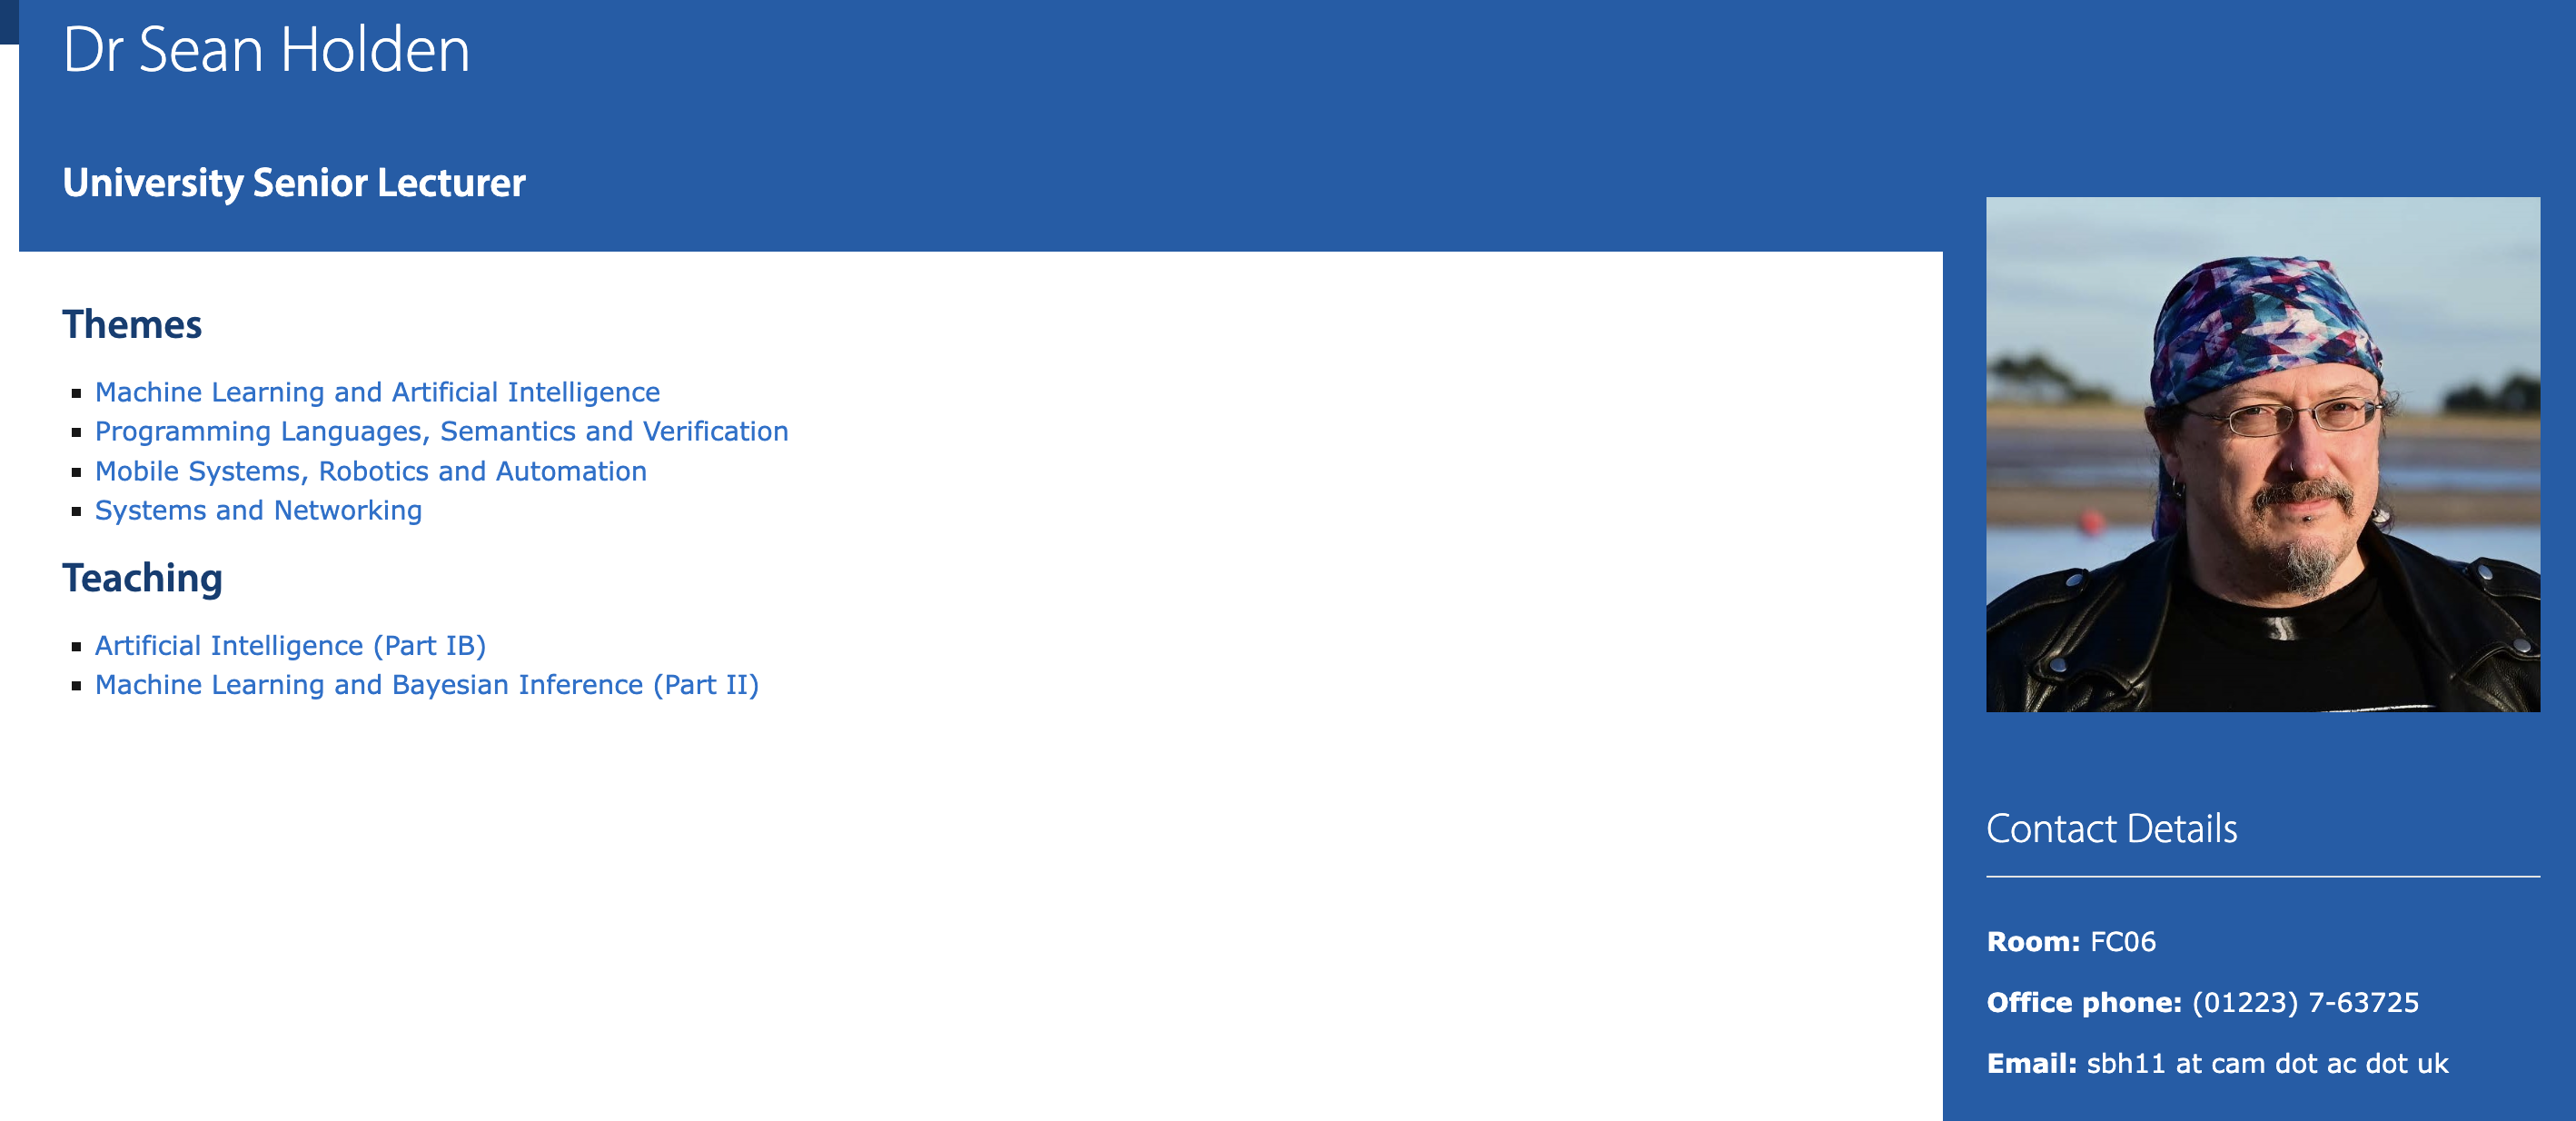 Dr Sean Holden
University Senior Lecturer
Themes
Machine Learning and Artificial Intelligence
Programming Languages, Semantics and Verification
Mobile Systems, Robotics and Automation
Systems and Networking
Teaching
Artificial Intelligence (Part IB)
Machine Learning and Bayesian Inference (Part II)
Contact Details
Room: FC06
Office phone: (01223) 7-63725
Email: sbh11 at cam dot ac dot uk